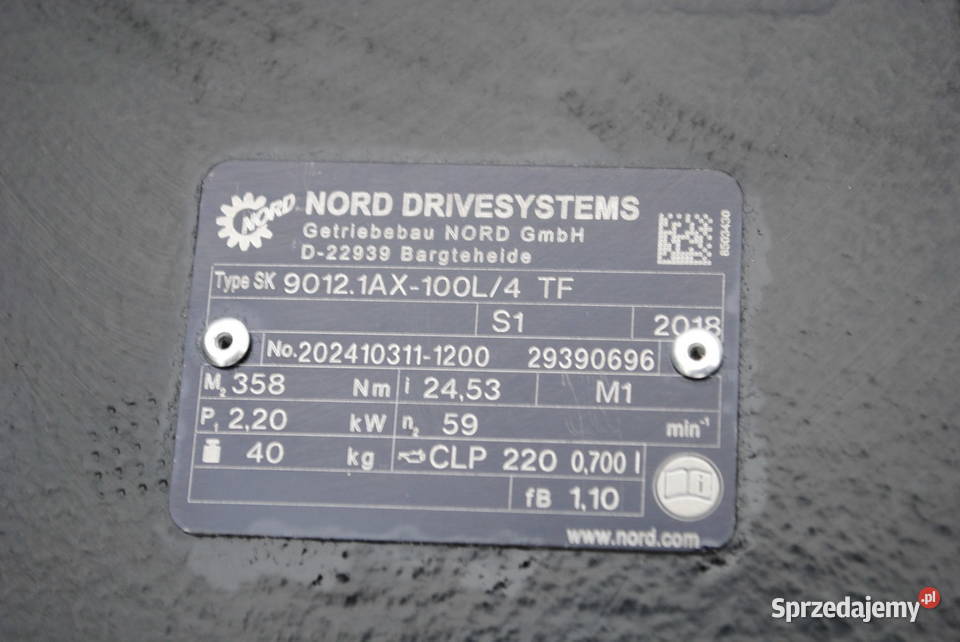 NORD
NORD DRIVESYSTEMS
Getriebebau NORD GmbH
D-22939 Bargteheide
8503430
Type SK 9012.1AX-100L/4 TF
S1 2018
No. 202410311-1200 29390696
M2 358 Nm i 24,53 M1
P1 2,20 kW n2 59 min-1
40 kg CLP 220 0,700 l
fB 1,10
i
www.nord.com
Sprzedajemy.pl